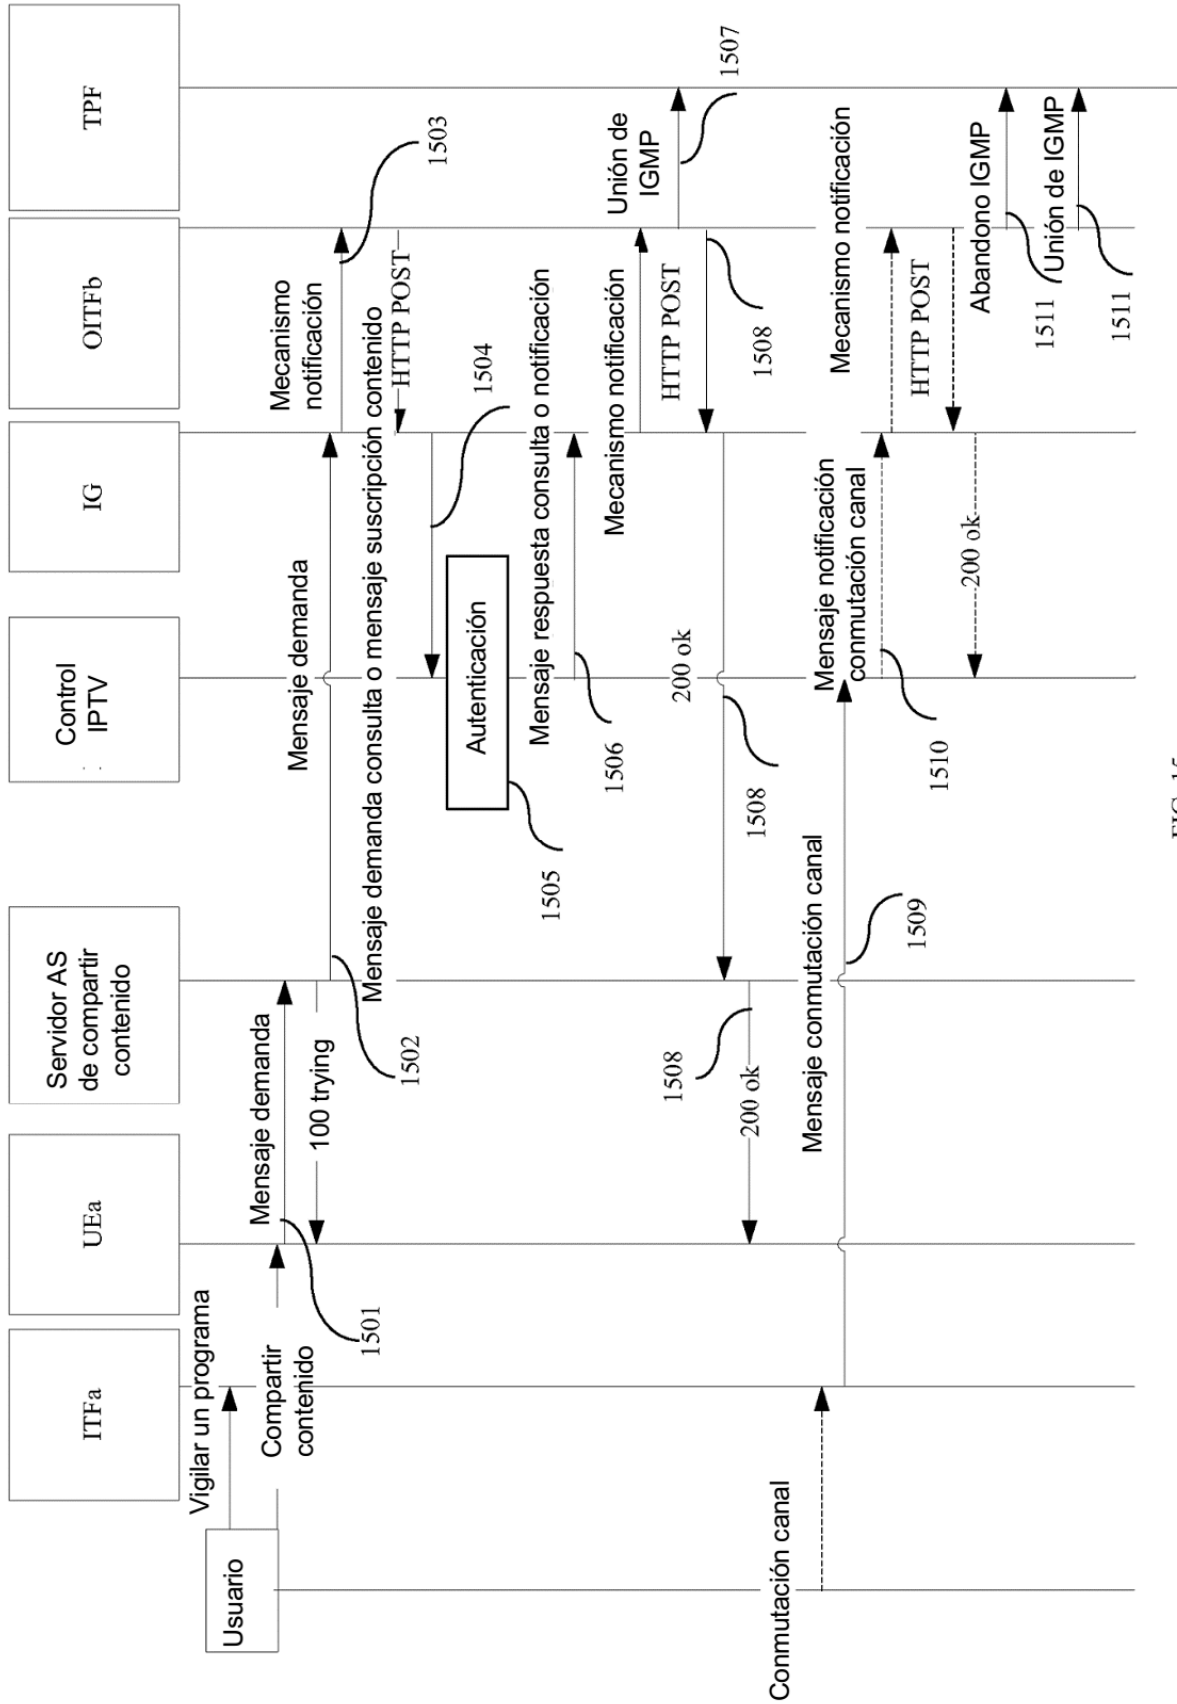 Usuario
ITFa
UEa
Servidor AS
de compartir
contenido
Control
IPTV
IG
OITFb
TPF
Vigilar un programa
Compartir
contenido
1501
Mensaje demanda
100 trying
1502
Mensaje demanda
Mecanismo
notificación
1503
Mensaje demanda consulta o mensaje suscripción contenido
HTTP POST
1504
Autenticación
1505
Mensaje respuesta consulta o notificación
1506
Mecanismo notificación
Unión de
IGMP
1507
HTTP POST
1508
200 ok
1508
1508
200 ok
Conmutación canal
Mensaje conmutación canal
1509
Mensaje notificación
conmutación canal
1510
Mecanismo notificación
HTTP POST
200 ok
Abandono IGMP
1511
Unión de IGMP
1511